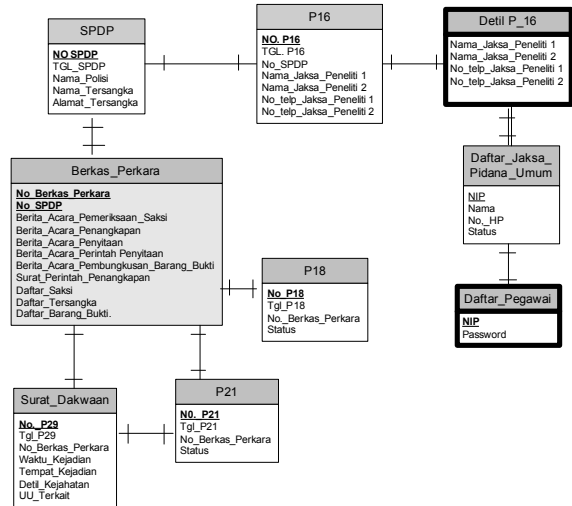 SPDP
NO SPDP
TGL_SPDP
Nama_Polisi
Nama_Tersangka
Alamat_Tersangka
P16
NO. P16
TGL. P16
No_SPDP
Nama_Jaksa_Peneliti 1
Nama_Jaksa_Peneliti 2
No_telp_Jaksa_Peneliti 1
No_telp_Jaksa_Peneliti 2
Detil P_16
Nama_Jaksa_Peneliti 1
Nama_Jaksa_Peneliti 2
No_telp_Jaksa_Peneliti 1
No_telp_Jaksa_Peneliti 2
Berkas_Perkara
No_Berkas_Perkara
No_SPDP
Berita_Acara_Pemeriksaan_Saksi
Berita_Acara_Penangkapan
Berita_Acara_Penyitaan
Berita_Acara_Perintah Penyitaan
Berita_Acara_Pembungkusan_Barang_Bukti
Surat_Perintah_Penangkapan
Daftar_Saksi
Daftar_Tersangka
Daftar_Barang_Bukti.
Daftar_Jaksa_
Pidana_Umum
NIP
Nama
No,_HP
Status
P18
No_P18
Tgl_P18
No._Berkas_Perkara
Status
Daftar_Pegawai
NIP
Password
Surat_Dakwaan
No,_P29
Tgl_P29
No_Berkas_Perkara
Waktu_Kejadian
Tempat_Kejadian
Detil_Kejahatan
UU_Terkait
P21
N0._P21
Tgl_P21
No_Berkas_Perkara
Status